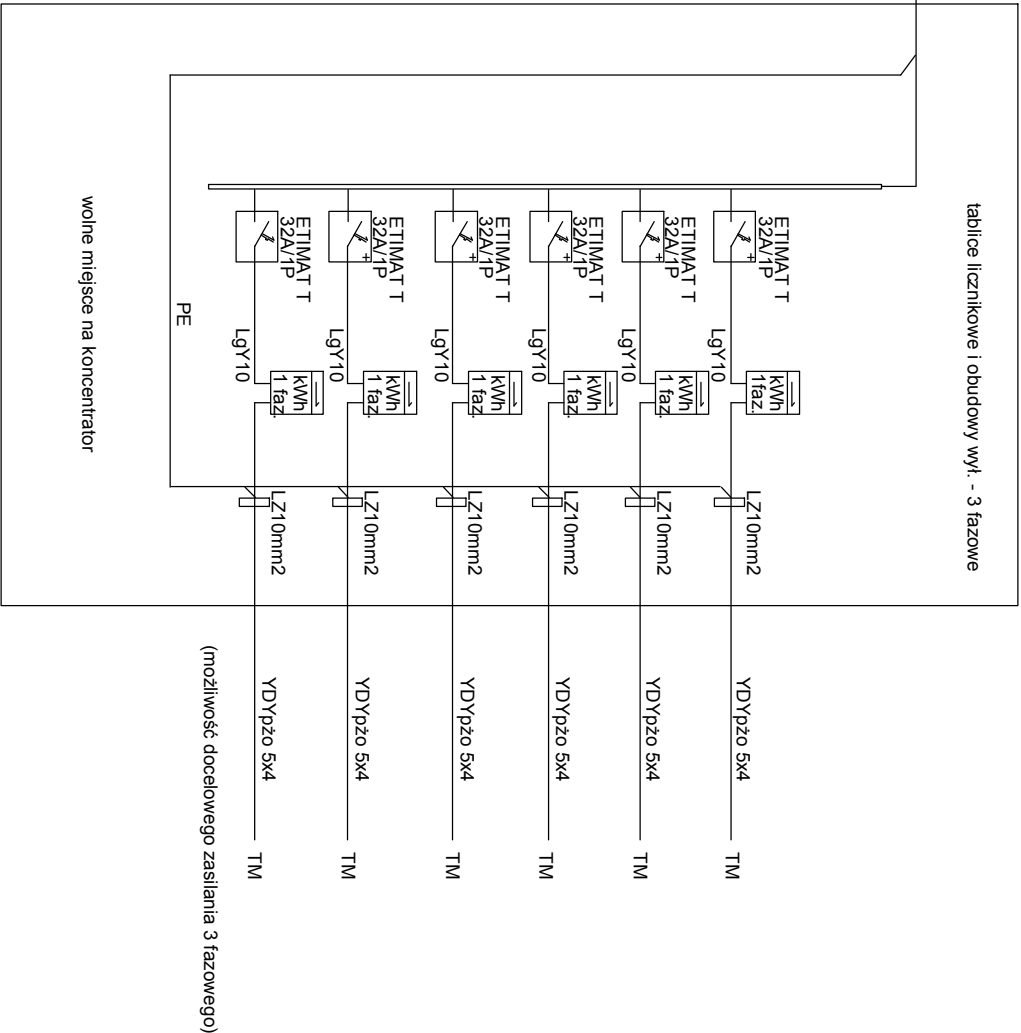 tablice licznikowe i obudowy wył. - 3 fazowe
ETIMAT T
32A/1P
LgY10
kWh
1faz.
LZ10mm2
YDYpżo 5x4
TM
ETIMAT T
32A/1P
LgY10
kWh
1 faz.
LZ10mm2
YDYpżo 5x4
TM
ETIMAT T
32A/1P
LgY10
kWh
1 faz.
LZ10mm2
YDYpżo 5x4
TM
ETIMAT T
32A/1P
LgY10
kWh
1 faz.
LZ10mm2
YDYpżo 5x4
TM
ETIMAT T
32A/1P
LgY10
kWh
1 faz.
LZ10mm2
YDYpżo 5x4
TM
ETIMAT T
32A/1P
LgY10
kWh
1 faz.
LZ10mm2
YDYpżo 5x4
TM
(możliwość docelowego zasilania 3 fazowego)
PE
wolne miejsce na koncentrator